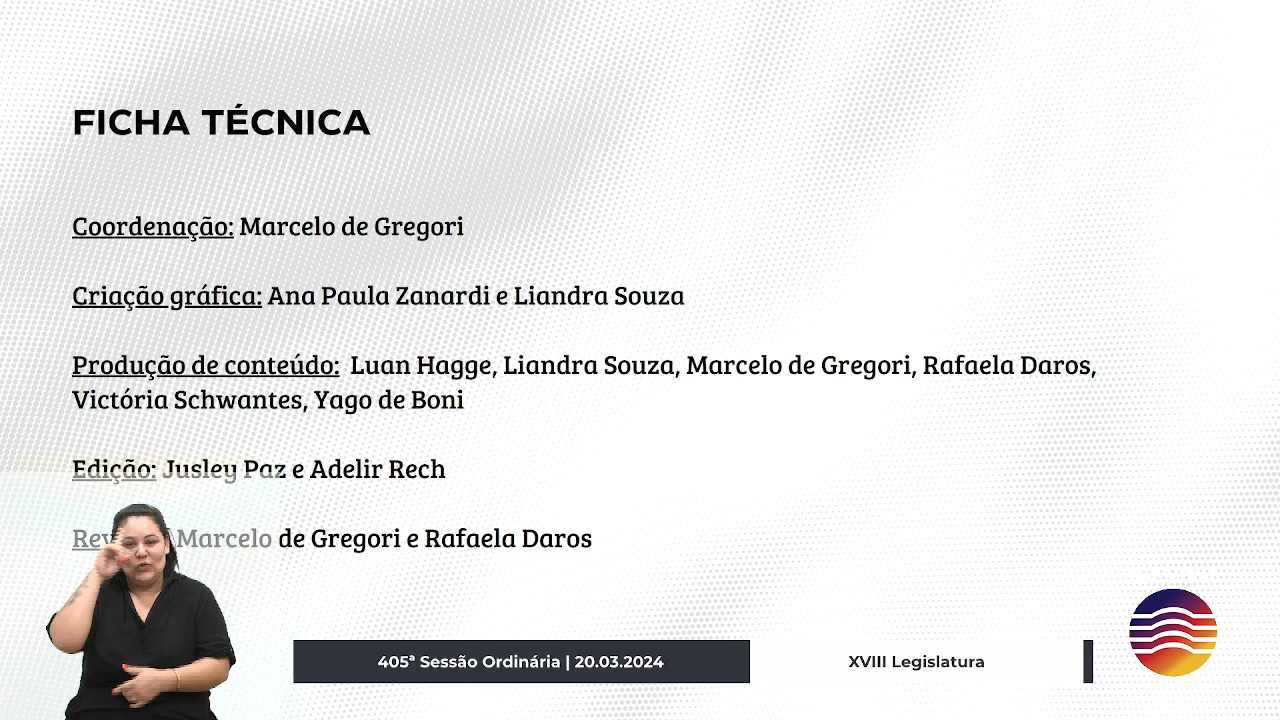 FICHA TÉCNICA
Coordenação: Marcelo de Gregori
Criação gráfica: Ana Paula Zanardi e Liandra Souza
Produção de conteúdo: Luan Hagge, Liandra Souza, Marcelo de Gregori, Rafaela Daros,
Victória Schwantes, Yago de Boni
Edição: Jusley Paz e Adelir Rech
Marcelo de Gregori e Rafaela Daros
405ª Sessão Ordinária | 20.03.2024
XVIII Legislatura